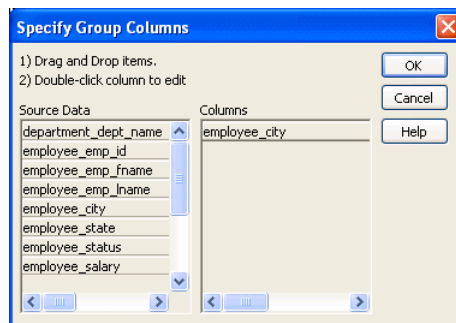 Specify Group Columns
1) Drag and Drop items.
2) Double-click column to edit
OK
Cancel
Help
Source Data
department_dept_name
employee_emp_id
employee_emp_fname
employee_emp_lname
employee_city
employee_state
employee_status
employee_salary
Columns
employee_city